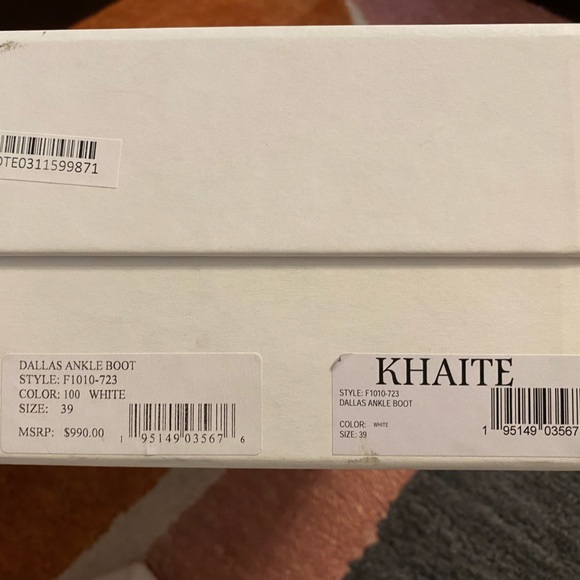 DTE0311599871
DALLAS ANKLE BOOT
STYLE: F1010-723
COLOR: 100 WHITE
SIZE: 39
MSRP: $990.00
1 95149 03567 6
KHAITE
STYLE: F1010-723
DALLAS ANKLE BOOT
COLOR: WHITE
SIZE: 39
1 95149 03567